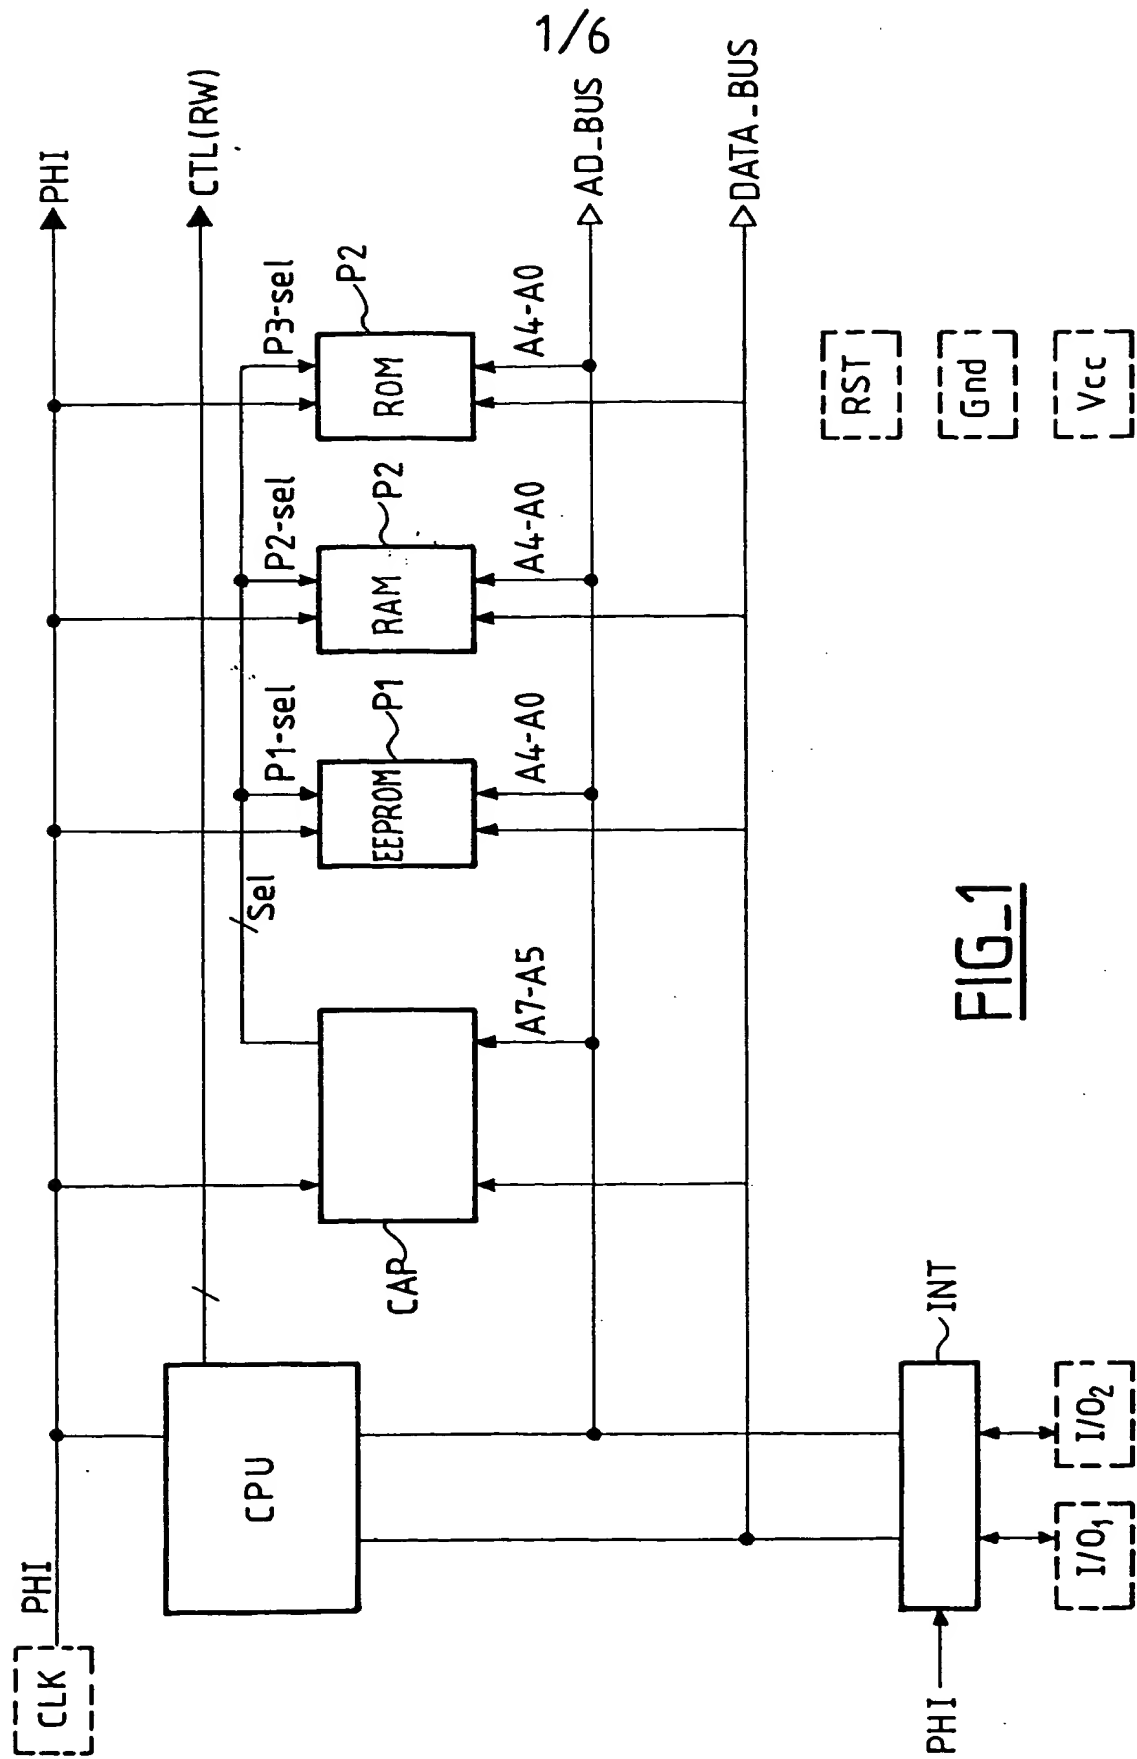 1/6
CLK
PHI
PHI
CTL(RW)
CPU
CAP
Sel
P1-sel
P2-sel
P3-sel
EEPROM
P1
RAM
P2
ROM
P2
A7-A5
A4-A0
A4-A0
A4-A0
AD_BUS
DATA_BUS
PHI
INT
I/O1
I/O2
RST
Gnd
Vcc
FIG_1